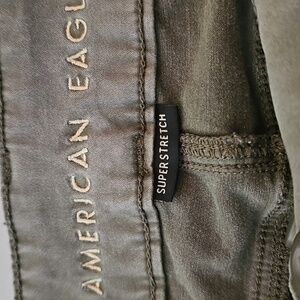 AMERICAN EAGL
SUPER STRETCH